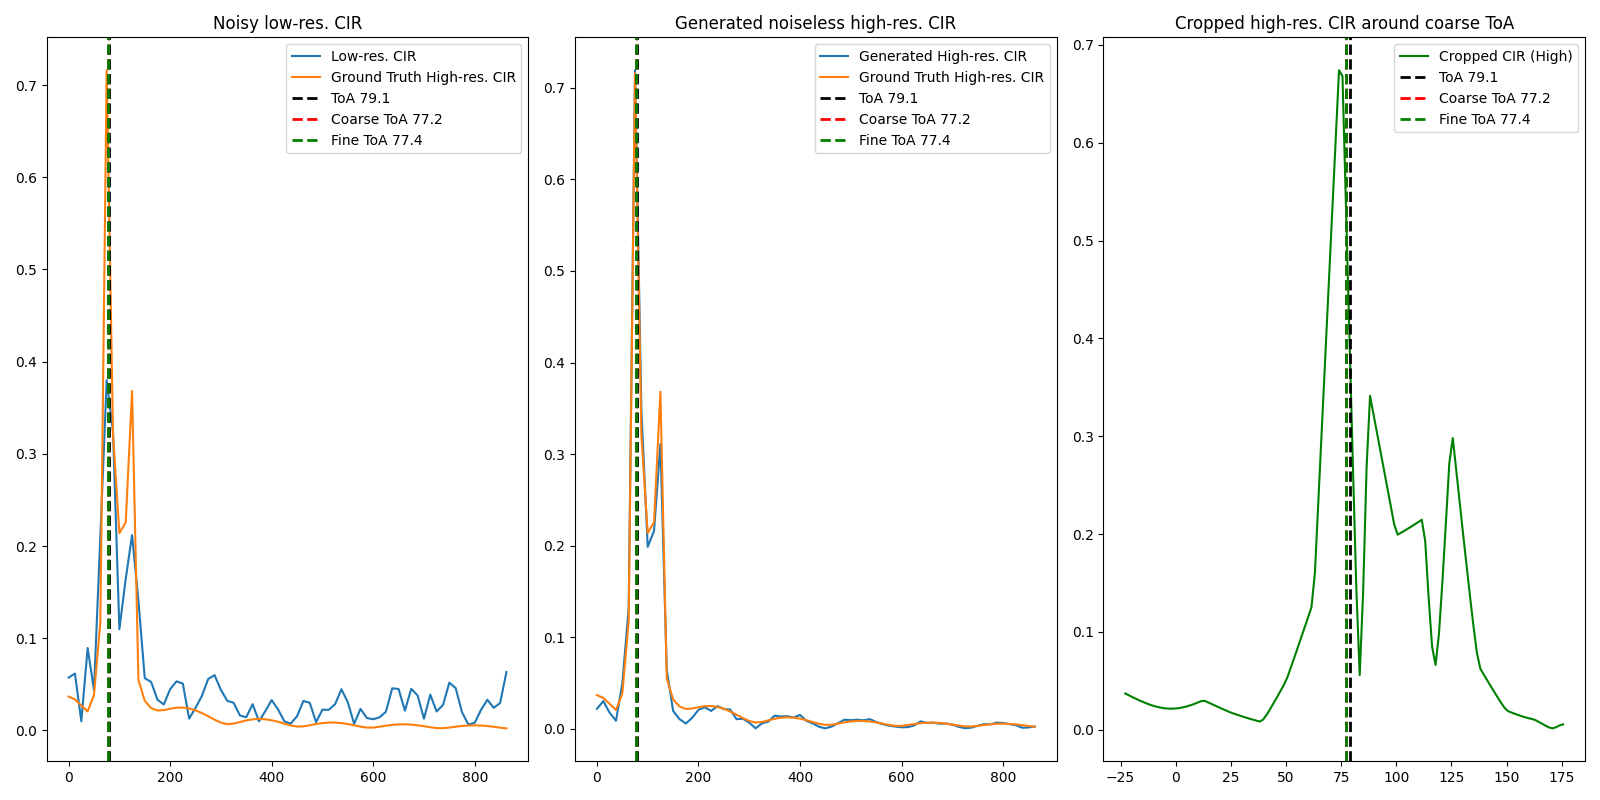 Noisy low-res. CIR
Low-res. CIR
Ground Truth High-res. CIR
ToA 79.1
Coarse ToA 77.2
Fine ToA 77.4
0.7
0.6
0.5
0.4
0.3
0.2
0.1
0.0
0 200 400 600 800
Generated noiseless high-res. CIR
Generated High-res. CIR
Ground Truth High-res. CIR
ToA 79.1
Coarse ToA 77.2
Fine ToA 77.4
0.7
0.6
0.5
0.4
0.3
0.2
0.1
0.0
0 200 400 600 800
Cropped high-res. CIR around coarse ToA
Cropped CIR (High)
ToA 79.1
Coarse ToA 77.2
Fine ToA 77.4
0.7
0.6
0.5
0.4
0.3
0.2
0.1
0.0
−25 0 25 50 75 100 125 150 175